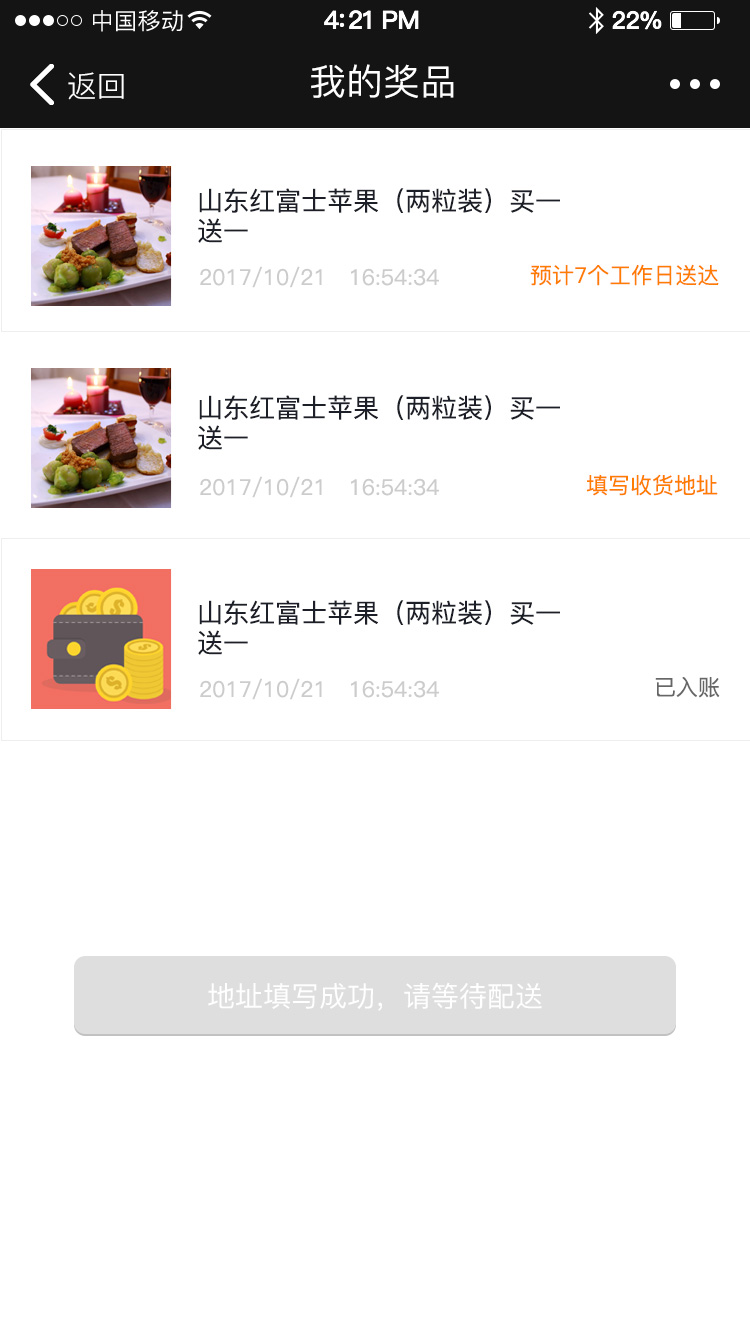 中国移动 4:21 PM 22%
返回 我的奖品
山东红富士苹果（两粒装）买一
送一
2017/10/21 16:54:34 预计7个工作日送达
山东红富士苹果（两粒装）买一
送一
2017/10/21 16:54:34 填写收货地址
山东红富士苹果（两粒装）买一
送一
2017/10/21 16:54:34 已入账
地址填写成功，请等待配送